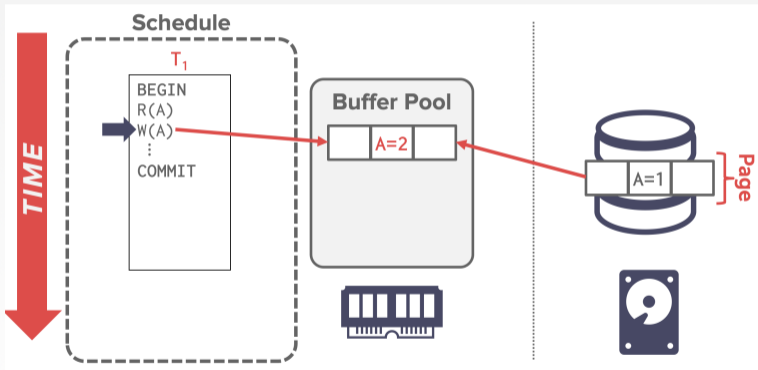 Schedule
TIME
T1
BEGIN
R(A)
W(A)
⋮
COMMIT
Buffer Pool
A=2
A=1
Page